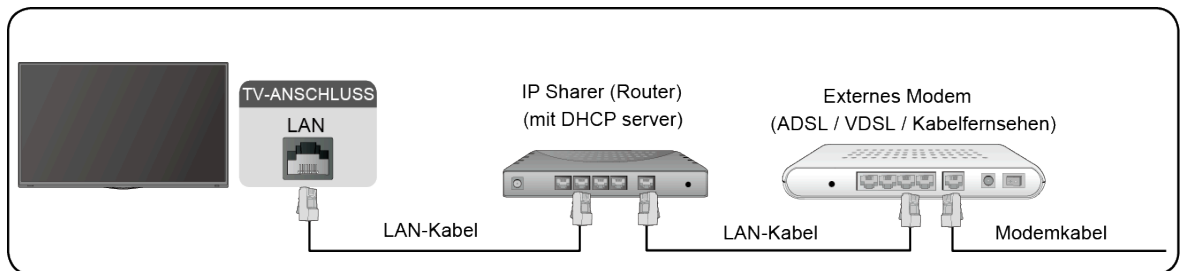 TV-ANSCHLUSS
LAN
IP Sharer (Router)
(mit DHCP server)
Externes Modem
(ADSL / VDSL / Kabelfernsehen)
LAN-Kabel
LAN-Kabel
Modemkabel